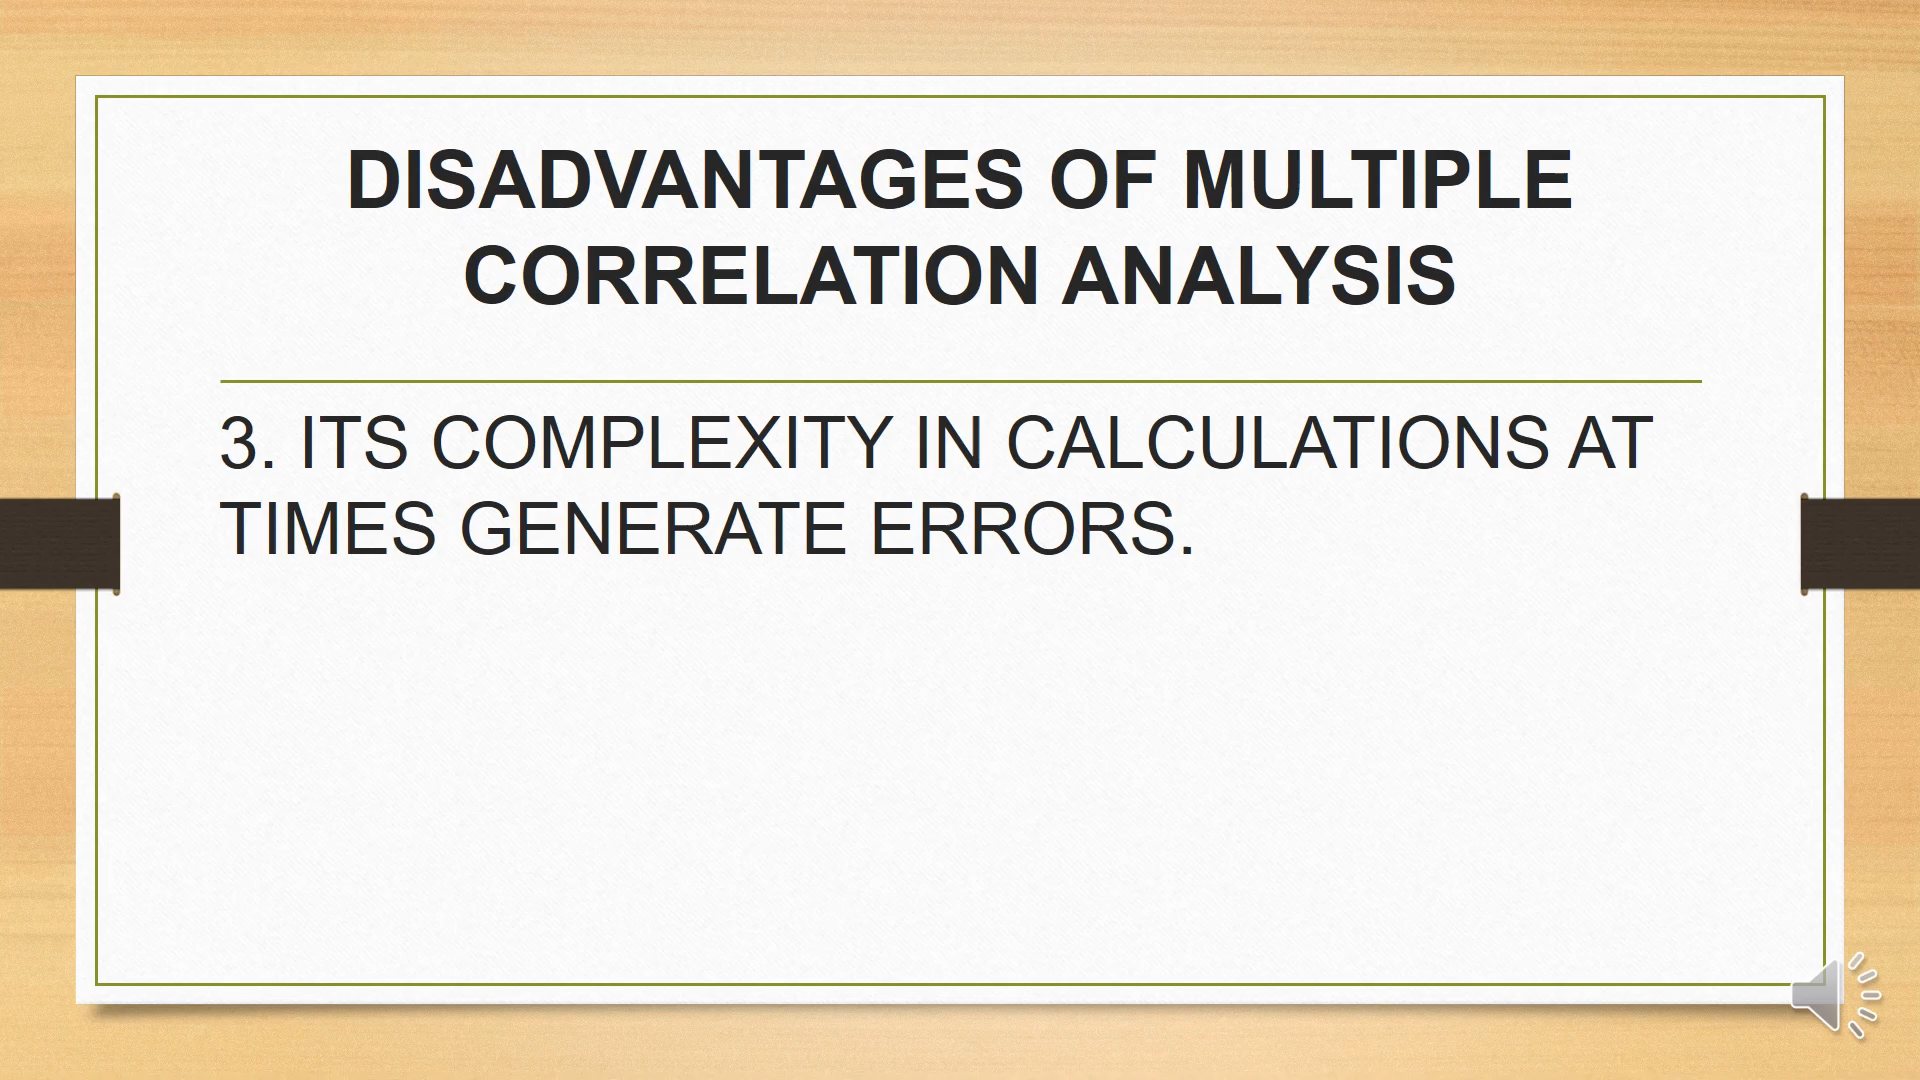 DISADVANTAGES OF MULTIPLE
CORRELATION ANALYSIS
3. ITS COMPLEXITY IN CALCULATIONS AT
TIMES GENERATE ERRORS.